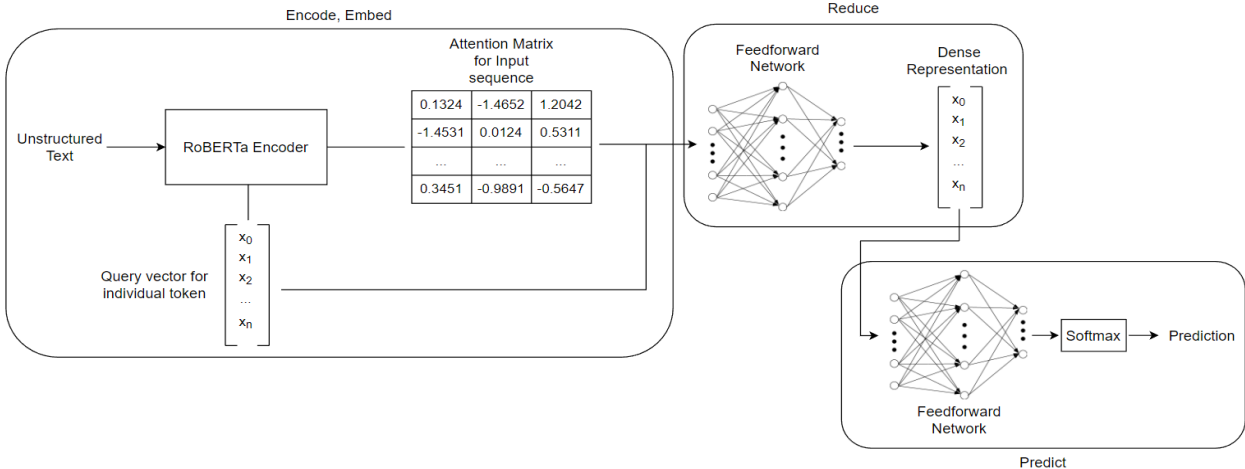 Encode, Embed
Reduce
Attention Matrix
for Input
sequence
0.1324 -1.4652 1.2042
-1.4531 0.0124 0.5311
... ... ...
0.3451 -0.9891 -0.5647
Unstructured
Text
RoBERTa Encoder
Query vector for
individual token
x0
x1
x2
...
xn
Feedforward
Network
Dense
Representation
x0
x1
x2
...
xn
Feedforward
Network
Softmax
Prediction
Predict